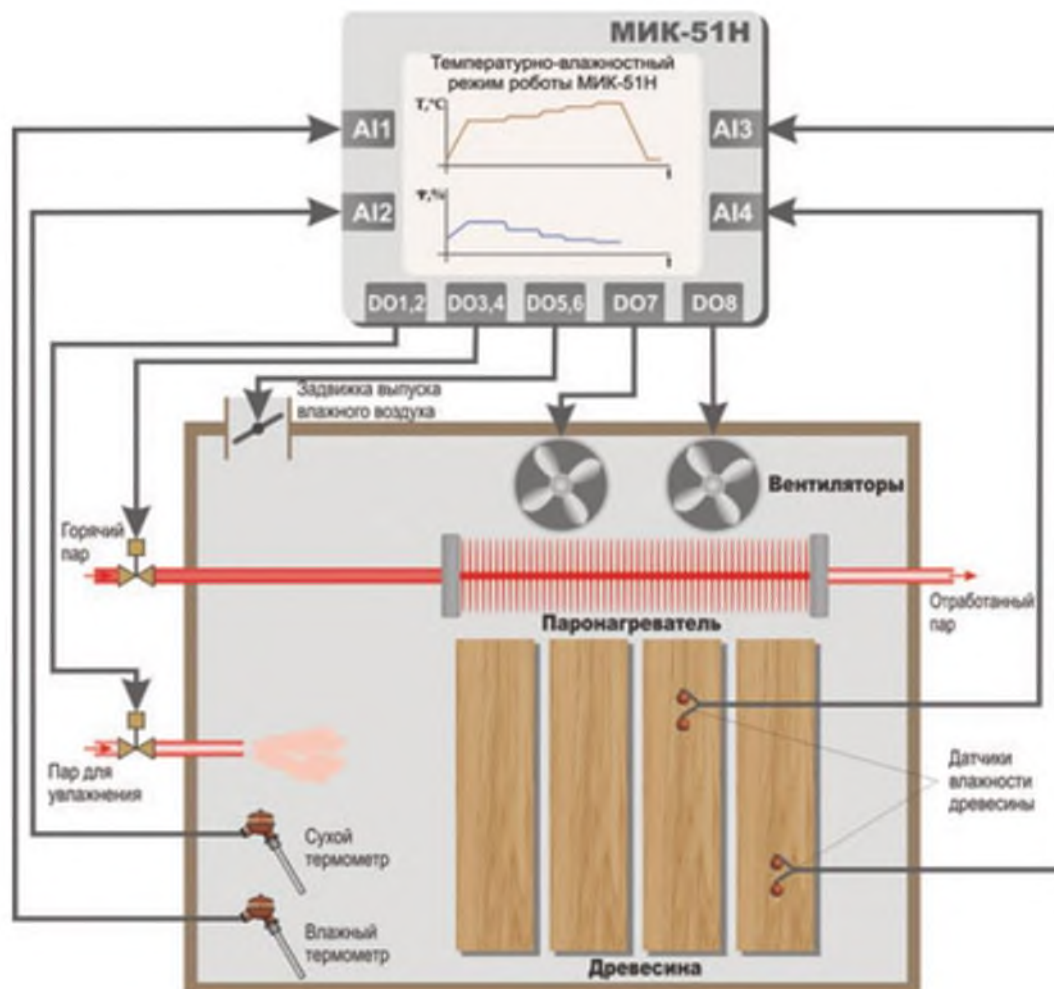 МИК-51Н
Температурно-влажностный
режим роботы МИК-51Н
T,°C
t
Ψ,%
t
AI1
AI2
AI3
AI4
DO1,2
DO3,4
DO5,6
DO7
DO8
Задвижка выпуска
влажного воздуха
Вентиляторы
Горячий
пар
Отработанный
пар
Паронагреватель
Пар для
увлажнения
Датчики
влажности
древесины
Сухой
термометр
Влажный
термометр
Древесина